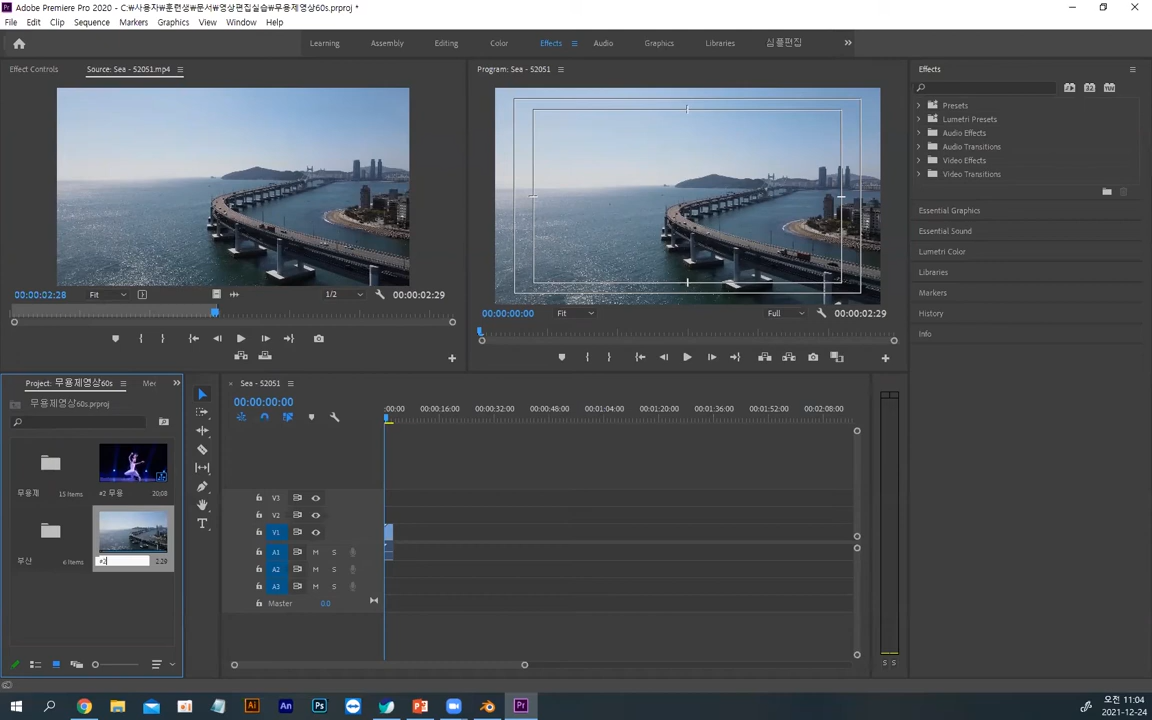 Adobe Premiere Pro 2020 - C:₩사용자₩훈련생₩문서₩영상편집실습₩무용제영상60s.prproj *
File Edit Clip Sequence Markers Graphics View Window Help
Learning Assembly Editing Color Effects Audio Graphics Libraries 심플편집
Effect Controls Source: Sea - 52051.mp4
Program: Sea - 52051
Effects
Presets
Lumetri Presets
Audio Effects
Audio Transitions
Video Effects
Video Transitions
Essential Graphics
Essential Sound
Lumetri Color
Libraries
Markers
History
Info
00:00:02:28 Fit 1/2 00:00:02:29
00:00:00:00 Fit Full 00:00:02:29
Project: 무용제영상60s
무용제영상60s.prproj
무용제 15 Items
#2 무용 20;08
부산 6 Items
#2 2:29
Sea - 52051
00:00:00:00
:00:00 00:00:16:00 00:00:32:00 00:00:48:00 00:01:04:00 00:01:20:00 00:01:36:00 00:01:52:00 00:02:08:00
V3
V2
V1
A1 M S
A2 M S
A3 M S
Master 0.0
S S
오전 11:04
2021-12-24